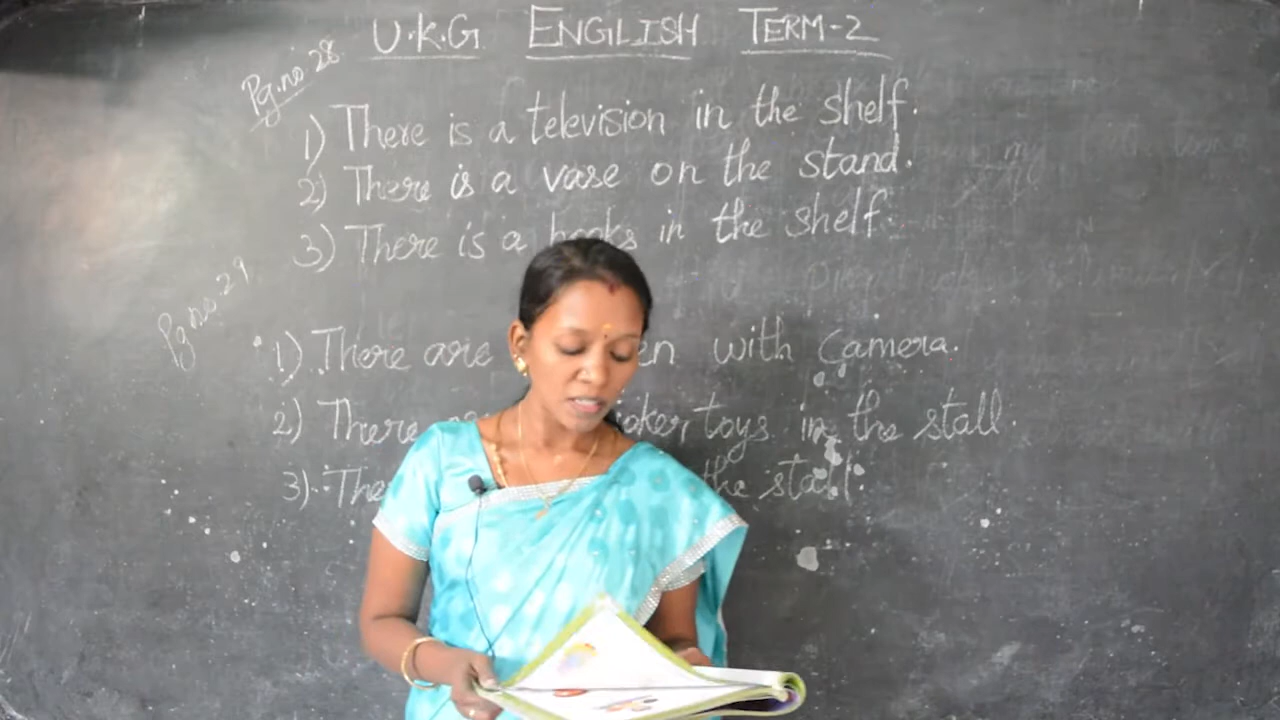 U.K.G ENGLISH TERM-2
Pg.no.28
1) There is a television in the shelf.
2) There is a vase on the stand.
3) There is a books in the shelf.
Pg.no.29
1). There are with Camera.
2) There toys in the stall.
3). the stall.